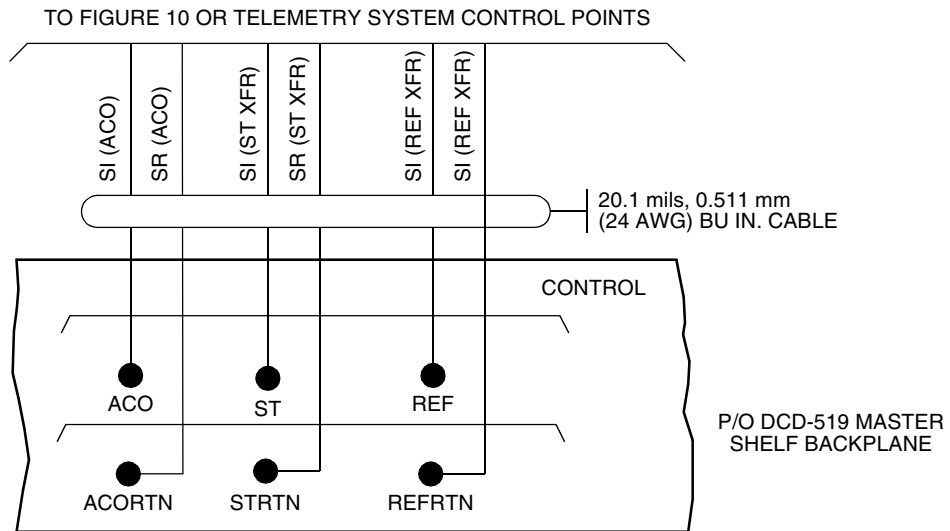 TO FIGURE 10 OR TELEMETRY SYSTEM CONTROL POINTS
SI (ACO)
SR (ACO)
SI (ST XFR)
SR (ST XFR)
SI (REF XFR)
SI (REF XFR)
20.1 mils, 0.511 mm
(24 AWG) BU IN. CABLE
CONTROL
ACO
ST
REF
P/O DCD-519 MASTER
SHELF BACKPLANE
ACORTN
STRTN
REFRTN